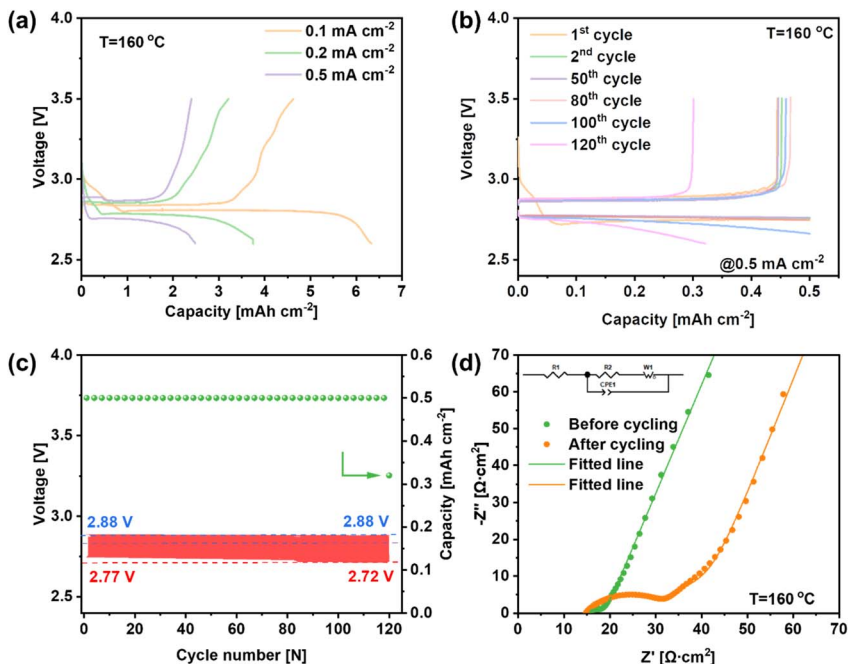 (a)
T=160 °C
0.1 mA cm⁻²
0.2 mA cm⁻²
0.5 mA cm⁻²
4.0
3.5
3.0
2.5
Voltage [V]
0 1 2 3 4 5 6 7
Capacity [mAh cm⁻²]
(b)
T=160 °C
1ˢᵗ cycle
2ⁿᵈ cycle
50ᵗʰ cycle
80ᵗʰ cycle
100ᵗʰ cycle
120ᵗʰ cycle
@0.5 mA cm⁻²
4.0
3.5
3.0
2.5
Voltage [V]
0.0 0.1 0.2 0.3 0.4 0.5
Capacity [mAh cm⁻²]
(c)
4.0
3.5
3.0
2.5
Voltage [V]
2.88 V 2.88 V
2.77 V 2.72 V
0.6
0.5
0.4
0.3
0.2
0.1
0.0
Capacity [mAh cm⁻²]
0 20 40 60 80 100 120
Cycle number [N]
(d)
R1 R2 W1
CPE1
Before cycling
After cycling
Fitted line
Fitted line
T=160 °C
70
60
50
40
30
20
10
0
-Z'' [Ω·cm²]
0 10 20 30 40 50 60 70
Z' [Ω·cm²]